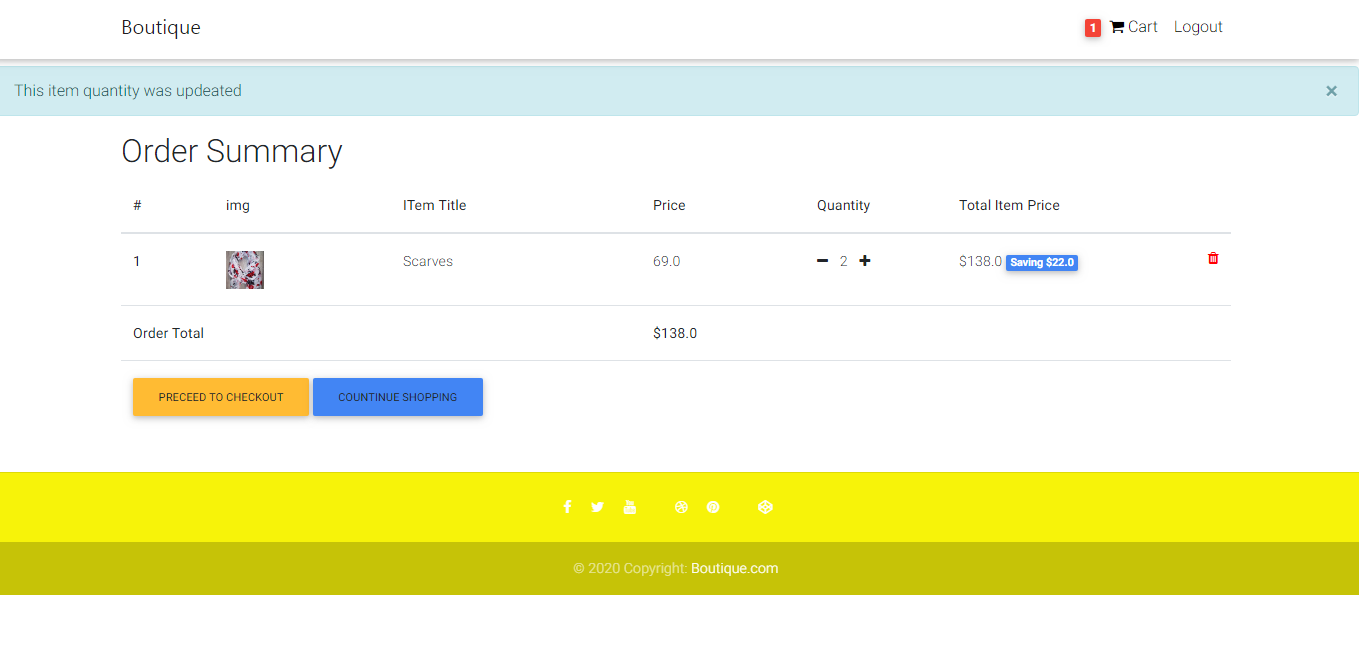 Boutique
1 Cart Logout
This item quantity was updeated ×
Order Summary
# img ITem Title Price Quantity Total Item Price
1 Scarves 69.0 2 $138.0 Saving $22.0
Order Total $138.0
PRECEED TO CHECKOUT COUNTINUE SHOPPING
© 2020 Copyright: Boutique.com